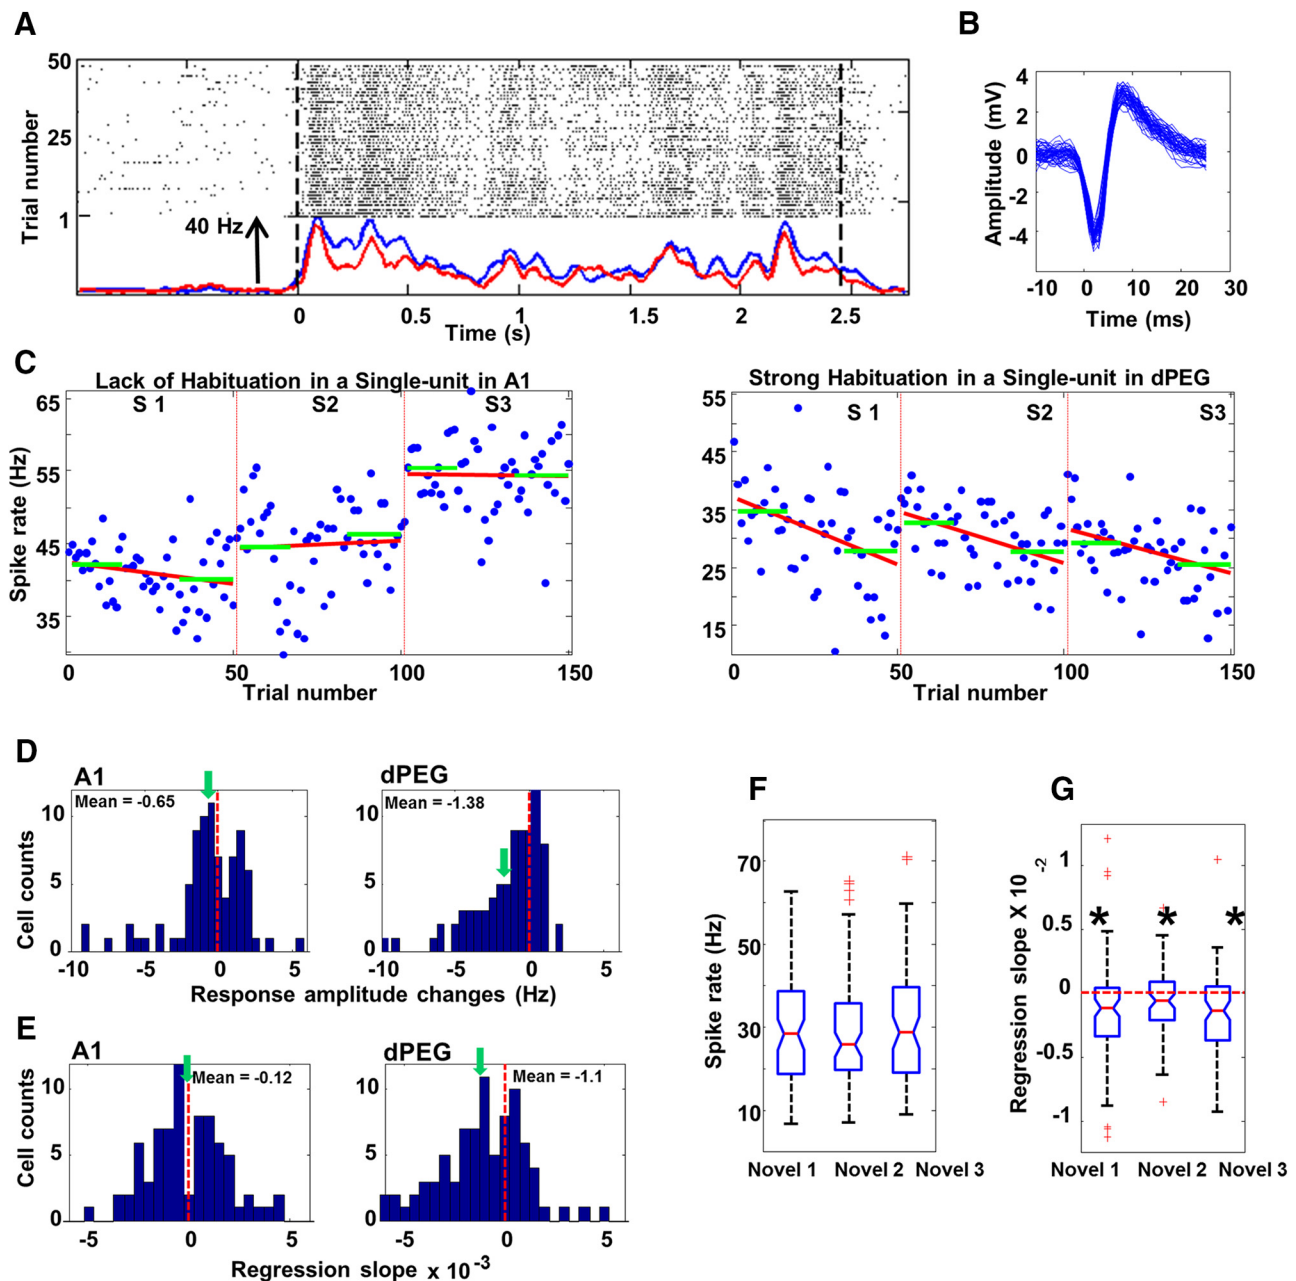 A
B
50
25
1
Trial number
40 Hz
0
0.5
1
1.5
2
2.5
Time (s)
4
2
0
-2
-4
Amplitude (mV)
-10
0
10
20
30
Time (ms)
C
Lack of Habituation in a Single-unit in A1
S 1
S2
S3
65
55
45
35
Spike rate (Hz)
0
50
100
150
Trial number
Strong Habituation in a Single-unit in dPEG
S 1
S2
S3
55
45
35
25
15
0
50
100
150
Trial number
D
A1
Mean = -0.65
10
5
0
Cell counts
-10
-5
0
5
dPEG
Mean = -1.38
10
5
0
-10
-5
0
5
Response amplitude changes (Hz)
E
A1
Mean = -0.12
10
5
0
Cell counts
-5
0
5
dPEG
Mean = -1.1
10
5
0
-5
0
5
Regression slope x 10-3
F
70
50
30
10
Spike rate (Hz)
Novel 1
Novel 2
Novel 3
G
1
0.5
0
-0.5
-1
Regression slope X 10 -2
*
*
*
Novel 1
Novel 2
Novel 3